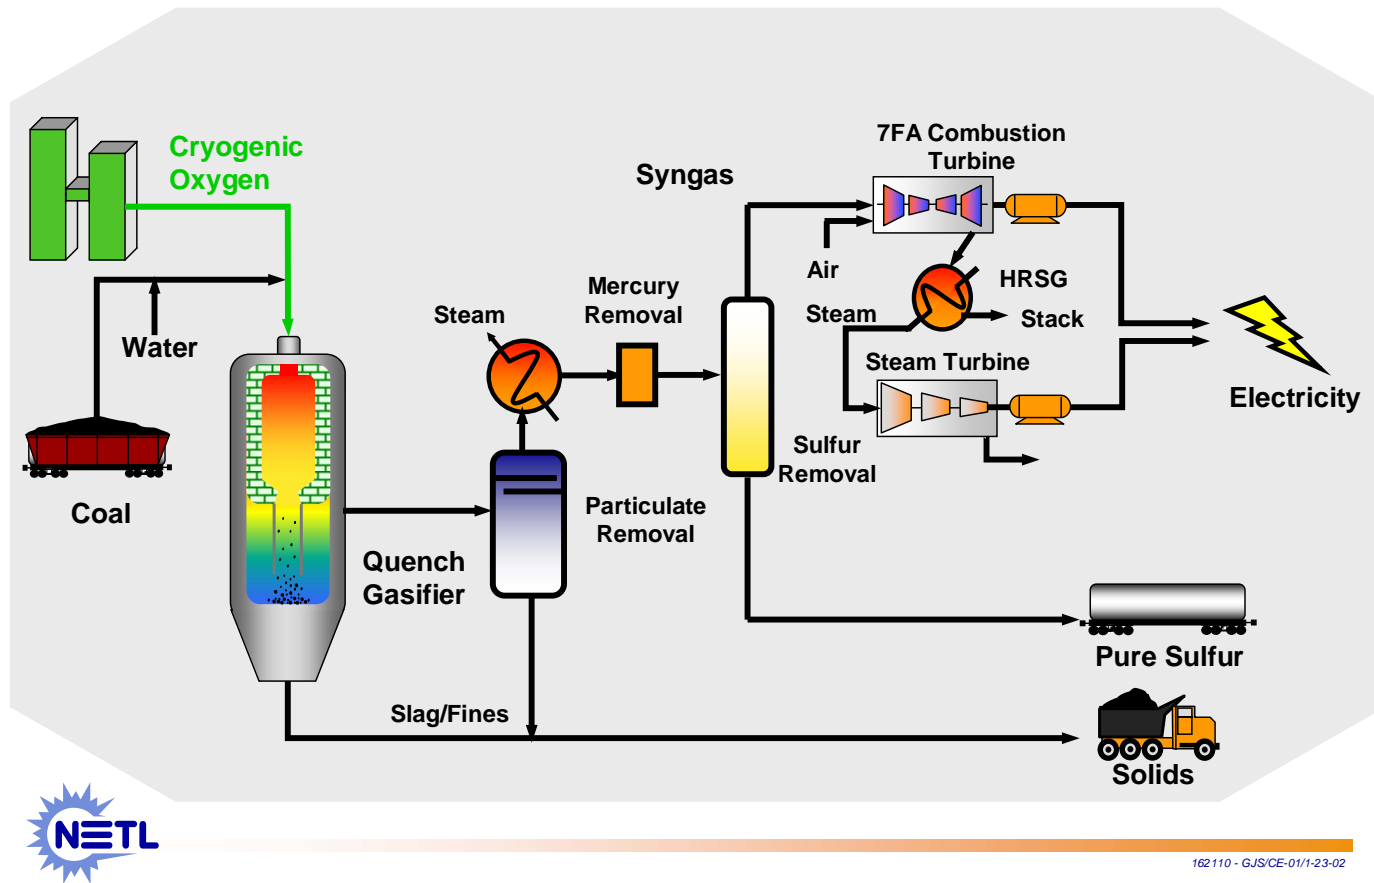 7FA Combustion
Turbine
Cryogenic
Oxygen
Syngas
Air
HRSG
Mercury
Removal
Steam
Steam
Stack
Water
Steam Turbine
Electricity
Sulfur
Removal
Coal
Particulate
Removal
Quench
Gasifier
Pure Sulfur
Slag/Fines
Solids
NETL
162110 - GJS/CE-01/1-23-02